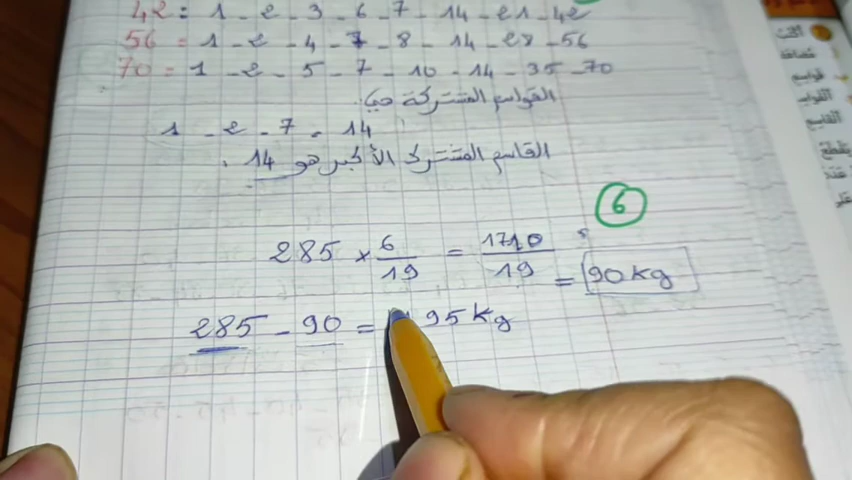 42 = 1 - 2 - 3 - 6 - 7 - 14 - 21 - 42
56 = 1 - 2 - 4 - 7 - 8 - 14 - 28 - 56
70 = 1 - 2 - 5 - 7 - 10 - 14 - 35 - 70
القواسم المشتركة هي:
1 - 2 - 7 - 14
القاسم المشترك الأكبر هو 14.
6
285 × 6/19 = 1710/19 = 90 kg
285 - 90 = 95 kg